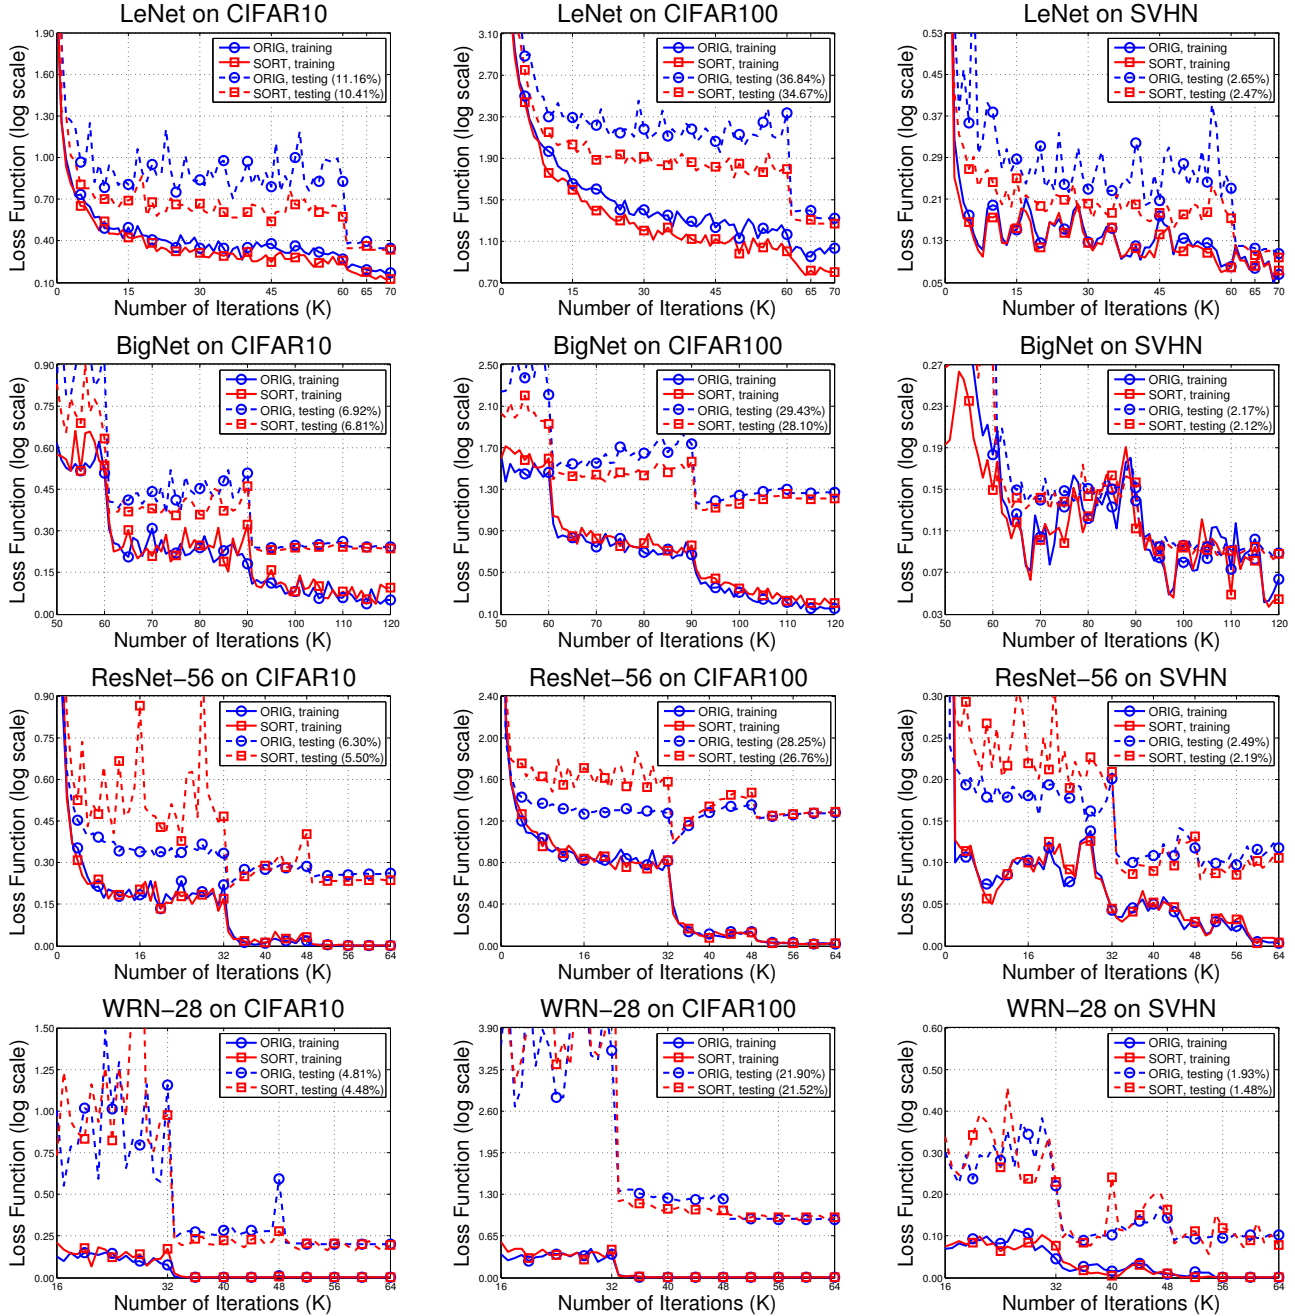 LeNet on CIFAR10
Loss Function (log scale)
1.90
1.60
1.30
1.00
0.70
0.40
0.10
ORIG, training
SORT, training
ORIG, testing (11.16%)
SORT, testing (10.41%)
0 15 30 45 60 65 70
Number of Iterations (K)
LeNet on CIFAR100
Loss Function (log scale)
3.10
2.70
2.30
1.90
1.50
1.10
0.70
ORIG, training
SORT, training
ORIG, testing (36.84%)
SORT, testing (34.67%)
0 15 30 45 60 65 70
Number of Iterations (K)
LeNet on SVHN
Loss Function (log scale)
0.53
0.45
0.37
0.29
0.21
0.13
0.05
ORIG, training
SORT, training
ORIG, testing (2.65%)
SORT, testing (2.47%)
0 15 30 45 60 65 70
Number of Iterations (K)
BigNet on CIFAR10
Loss Function (log scale)
0.90
0.75
0.60
0.45
0.30
0.15
0.00
ORIG, training
SORT, training
ORIG, testing (6.92%)
SORT, testing (6.81%)
50 60 70 80 90 100 110 120
Number of Iterations (K)
BigNet on CIFAR100
Loss Function (log scale)
2.50
2.10
1.70
1.30
0.90
0.50
0.10
ORIG, training
SORT, training
ORIG, testing (29.43%)
SORT, testing (28.10%)
50 60 70 80 90 100 110 120
Number of Iterations (K)
BigNet on SVHN
Loss Function (log scale)
0.27
0.23
0.19
0.15
0.11
0.07
0.03
ORIG, training
SORT, training
ORIG, testing (2.17%)
SORT, testing (2.12%)
50 60 70 80 90 100 110 120
Number of Iterations (K)
ResNet−56 on CIFAR10
Loss Function (log scale)
0.90
0.75
0.60
0.45
0.30
0.15
0.00
ORIG, training
SORT, training
ORIG, testing (6.30%)
SORT, testing (5.50%)
0 16 32 40 48 56 64
Number of Iterations (K)
ResNet−56 on CIFAR100
Loss Function (log scale)
2.40
2.00
1.60
1.20
0.80
0.40
0.00
ORIG, training
SORT, training
ORIG, testing (28.25%)
SORT, testing (26.76%)
0 16 32 40 48 56 64
Number of Iterations (K)
ResNet−56 on SVHN
Loss Function (log scale)
0.30
0.25
0.20
0.15
0.10
0.05
0.00
ORIG, training
SORT, training
ORIG, testing (2.49%)
SORT, testing (2.19%)
0 16 32 40 48 56 64
Number of Iterations (K)
WRN−28 on CIFAR10
Loss Function (log scale)
1.50
1.25
1.00
0.75
0.50
0.25
0.00
ORIG, training
SORT, training
ORIG, testing (4.81%)
SORT, testing (4.48%)
16 32 40 48 56 64
Number of Iterations (K)
WRN−28 on CIFAR100
Loss Function (log scale)
3.90
3.25
2.60
1.95
1.30
0.65
0.00
ORIG, training
SORT, training
ORIG, testing (21.90%)
SORT, testing (21.52%)
16 32 40 48 56 64
Number of Iterations (K)
WRN−28 on SVHN
Loss Function (log scale)
0.60
0.50
0.40
0.30
0.20
0.10
0.00
ORIG, training
SORT, training
ORIG, testing (1.93%)
SORT, testing (1.48%)
16 32 40 48 56 64
Number of Iterations (K)